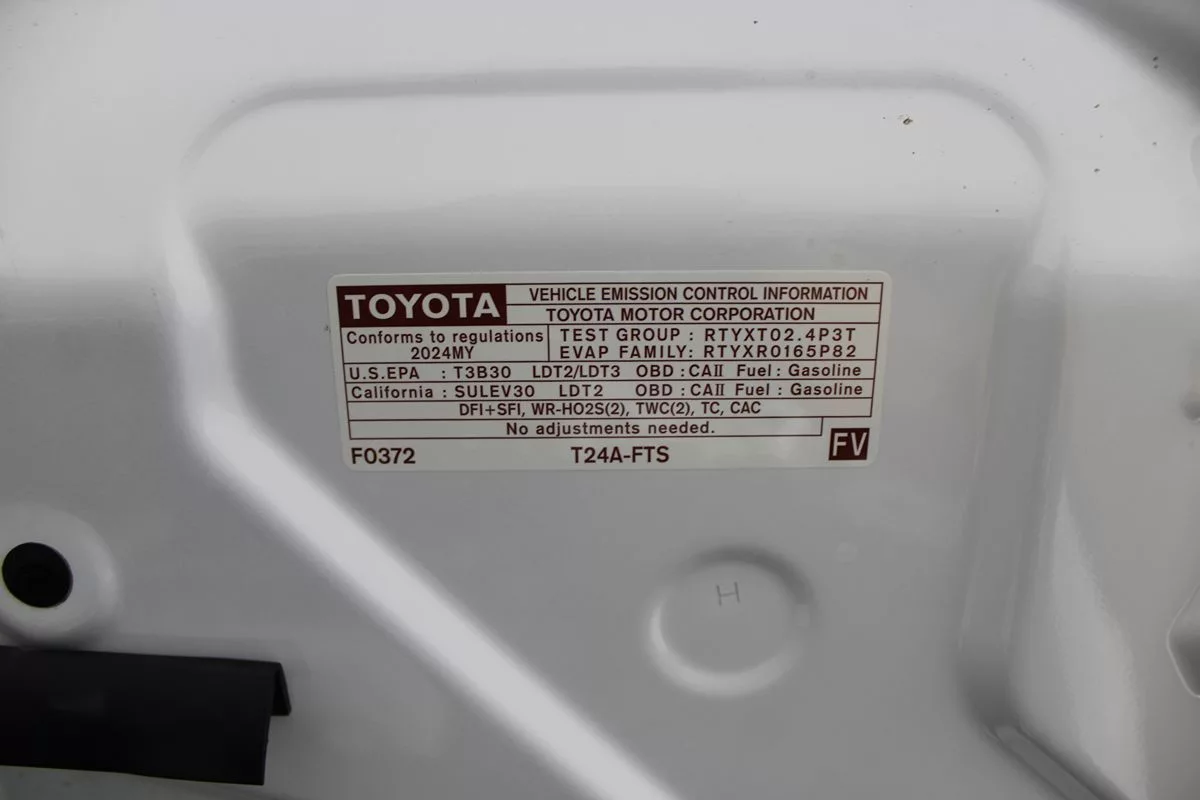 TOYOTA
VEHICLE EMISSION CONTROL INFORMATION
TOYOTA MOTOR CORPORATION
Conforms to regulations
2024MY
TEST GROUP : RTYXT02.4P3T
EVAP FAMILY: RTYXR0165P82
U.S.EPA : T3B30 LDT2/LDT3 OBD : CAII Fuel : Gasoline
California : SULEV30 LDT2 OBD : CAII Fuel : Gasoline
DFI+SFI, WR-HO2S(2), TWC(2), TC, CAC
No adjustments needed.
F0372 T24A-FTS FV
H